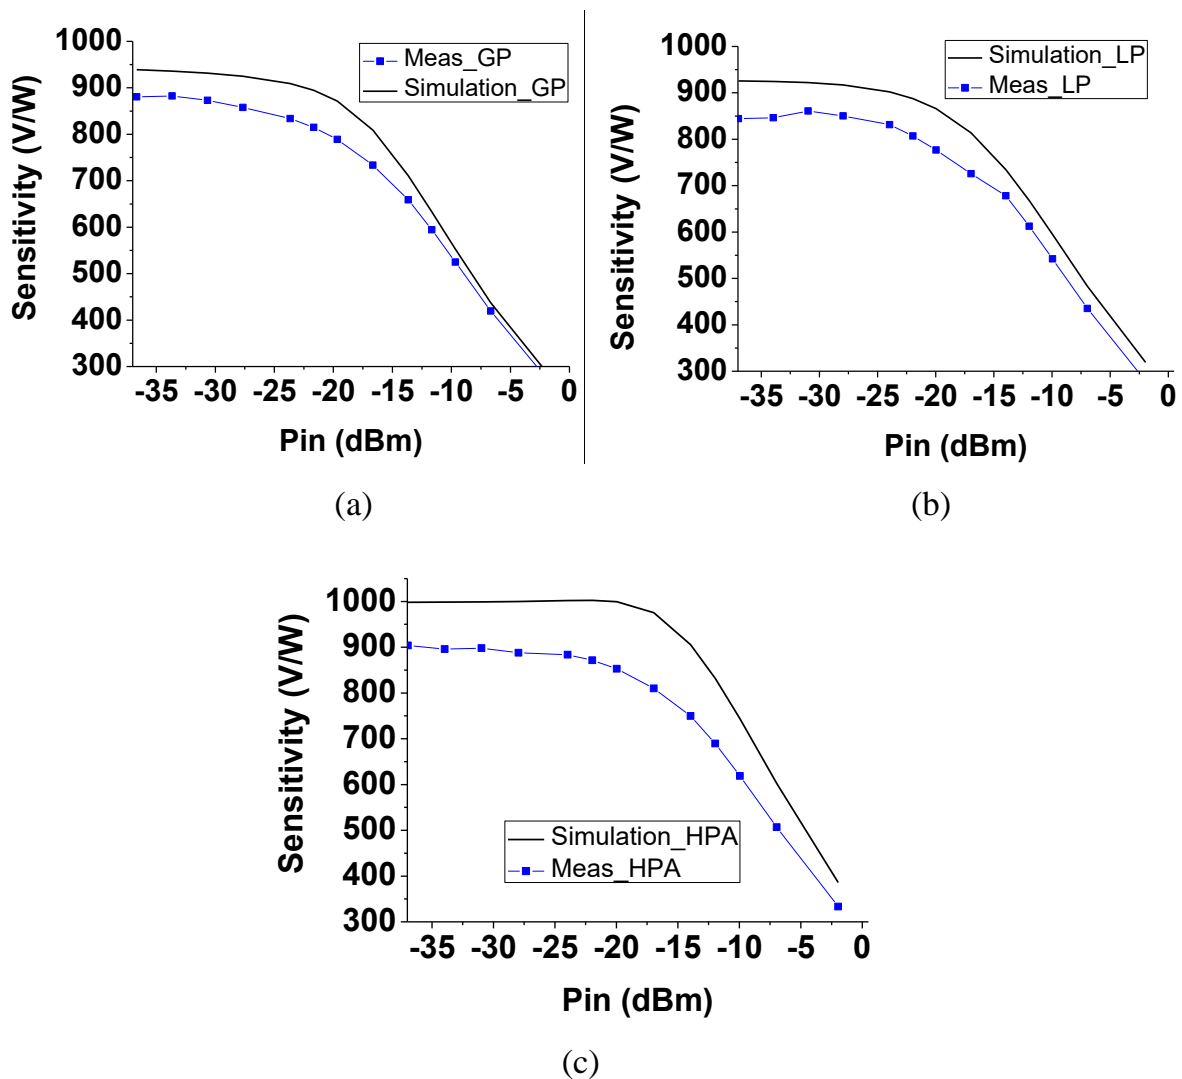 1000
900
800
700
600
500
400
300
Sensitivity (V/W)
Meas_GP
Simulation_GP
-35 -30 -25 -20 -15 -10 -5 0
Pin (dBm)
(a)
1000
900
800
700
600
500
400
300
Sensitivity (V/W)
Simulation_LP
Meas_LP
-35 -30 -25 -20 -15 -10 -5 0
Pin (dBm)
(b)
1000
900
800
700
600
500
400
300
Sensitivity (V/W)
Simulation_HPA
Meas_HPA
-35 -30 -25 -20 -15 -10 -5 0
Pin (dBm)
(c)